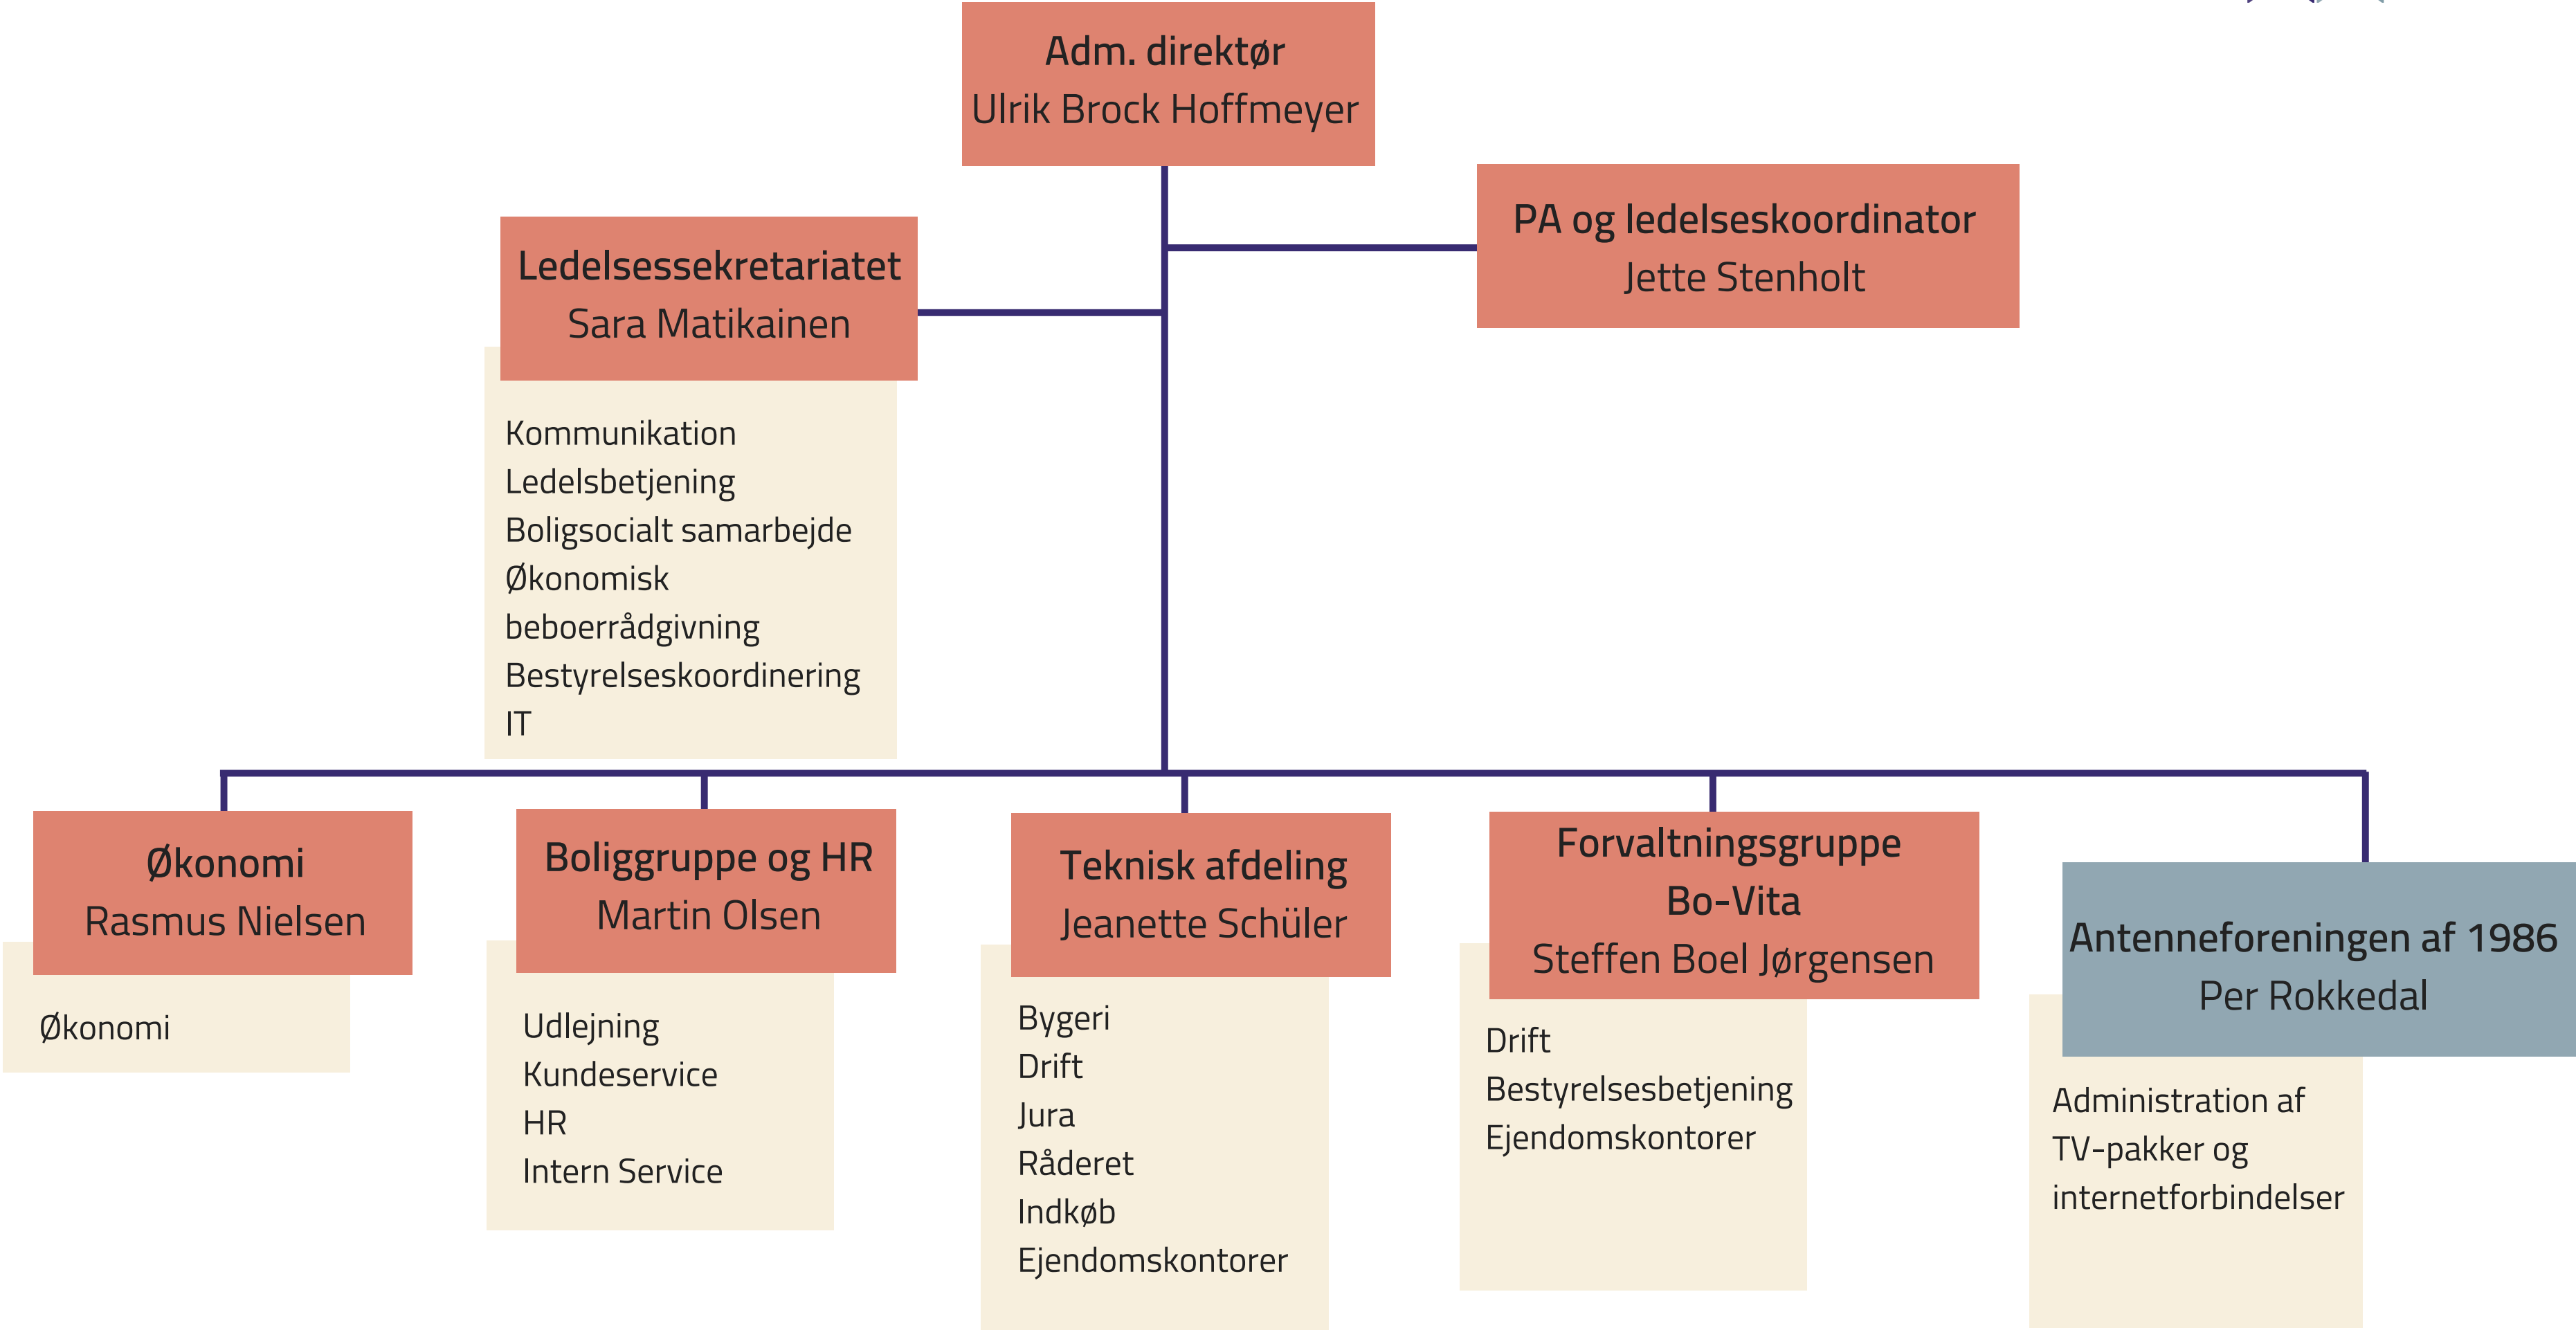 Adm. direktør
Ulrik Brock Hoffmeyer
PA og ledelseskoordinator
Jette Stenholt
Ledelsessekretariatet
Sara Matikainen
Kommunikation
Ledelsbetjening
Boligsocialt samarbejde
Økonomisk
beboerrådgivning
Bestyrelseskoordinering
IT
Økonomi
Rasmus Nielsen
Økonomi
Boliggruppe og HR
Martin Olsen
Udlejning
Kundeservice
HR
Intern Service
Teknisk afdeling
Jeanette Schüler
Bygeri
Drift
Jura
Råderet
Indkøb
Ejendomskontorer
Forvaltningsgruppe
Bo-Vita
Steffen Boel Jørgensen
Drift
Bestyrelsesbetjening
Ejendomskontorer
Antenneforeningen af 1986
Per Rokkedal
Administration af
TV-pakker og
internetforbindelser